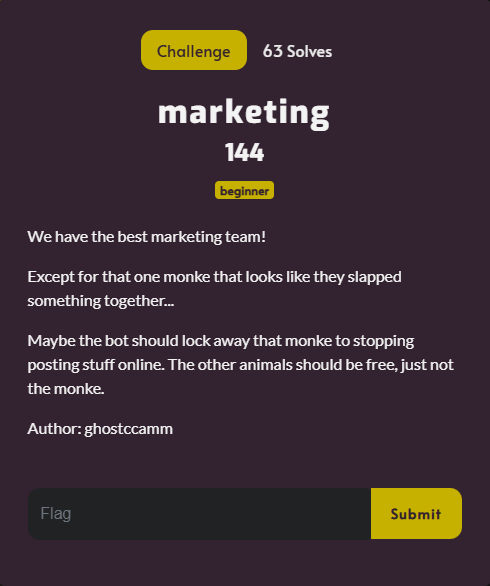 Challenge
63 Solves
marketing
144
beginner
We have the best marketing team!
Except for that one monke that looks like they slapped
something together...
Maybe the bot should lock away that monke to stopping
posting stuff online. The other animals should be free, just not
the monke.
Author: ghostccamm
Flag
Submit